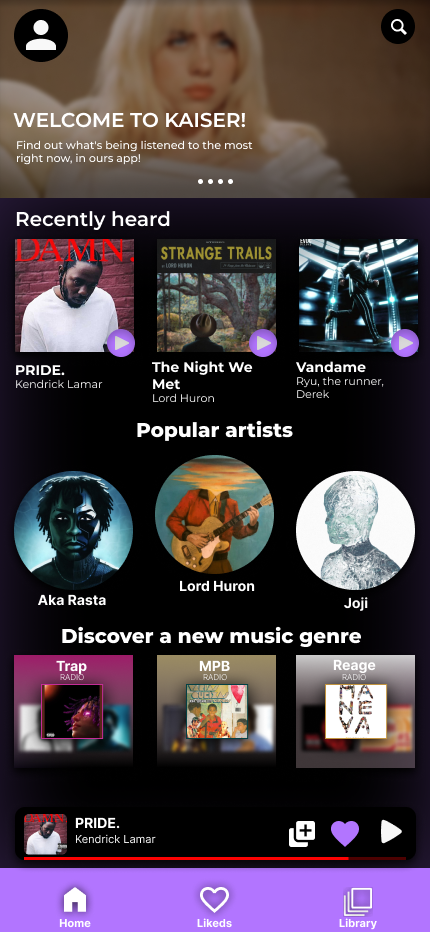 WELCOME TO KAISER!
Find out what's being listened to the most
right now, in ours app!
Recently heard
DAMN.
STRANGE TRAILS
LORD HURON
PRIDE.
Kendrick Lamar
The Night We
Met
Lord Huron
Vandame
Ryu, the runner,
Derek
Popular artists
Aka Rasta
Lord Huron
Joji
Discover a new music genre
Trap
RADIO
MPB
RADIO
Reage
RADIO
MA
NE
VA
PRIDE.
Kendrick Lamar
Home
Likeds
Library